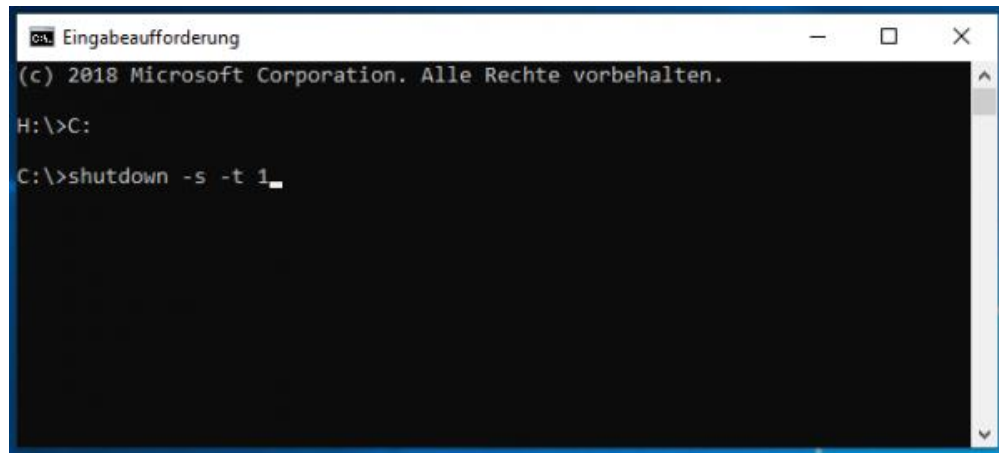 Eingabeaufforderung
(c) 2018 Microsoft Corporation. Alle Rechte vorbehalten.
H:\>C:
C:\>shutdown -s -t 1